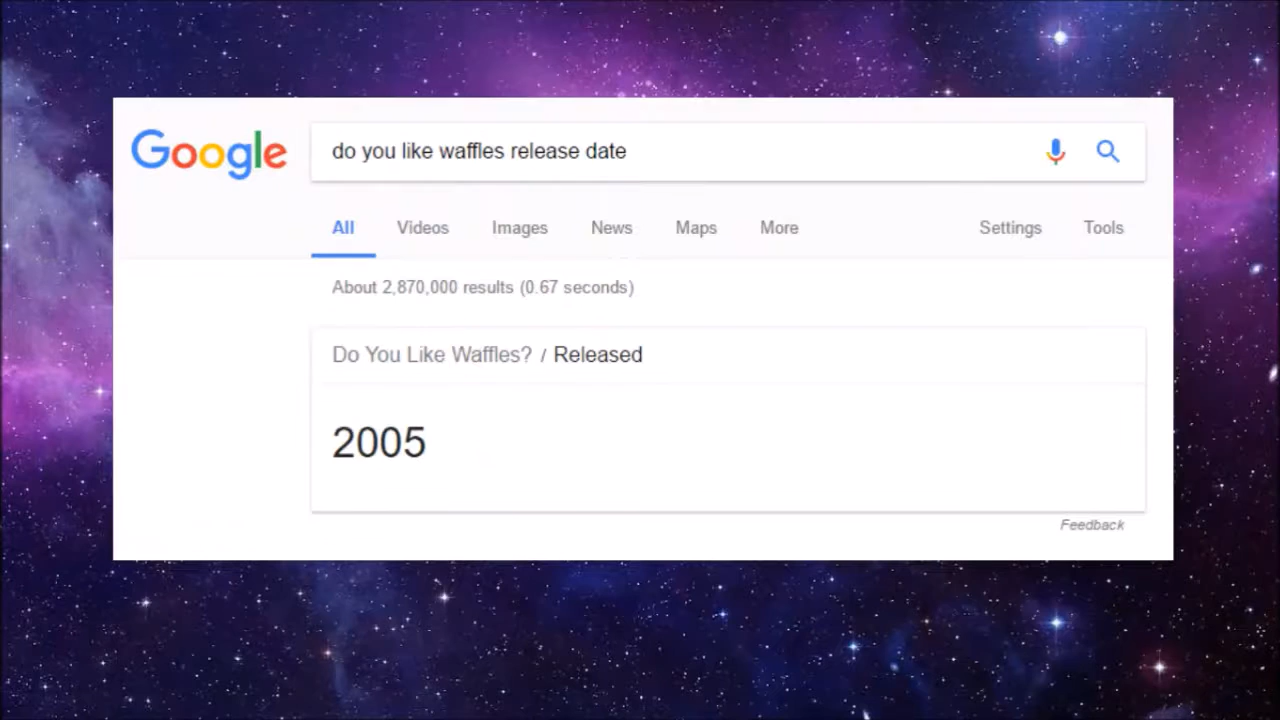 Google do you like waffles release date
All Videos Images News Maps More Settings Tools
About 2,870,000 results (0.67 seconds)
Do You Like Waffles? / Released
2005
Feedback